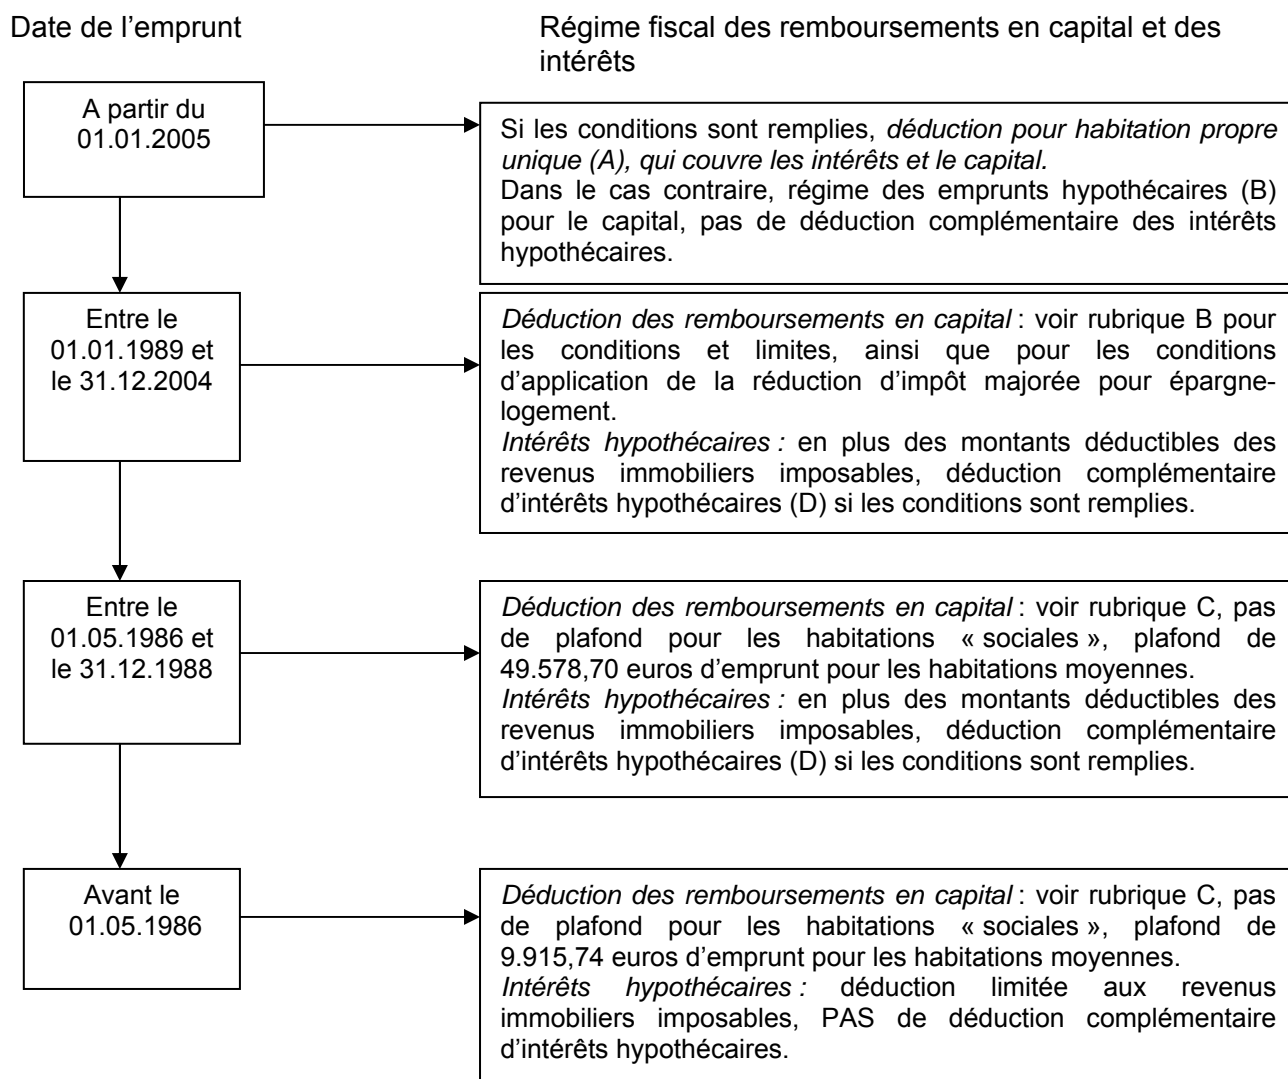 Date de l’emprunt
Régime fiscal des remboursements en capital et des
intérêts
A partir du
01.01.2005
Si les conditions sont remplies, déduction pour habitation propre
unique (A), qui couvre les intérêts et le capital.
Dans le cas contraire, régime des emprunts hypothécaires (B)
pour le capital, pas de déduction complémentaire des intérêts
hypothécaires.
Entre le
01.01.1989 et
le 31.12.2004
Déduction des remboursements en capital : voir rubrique B pour
les conditions et limites, ainsi que pour les conditions
d’application de la réduction d’impôt majorée pour épargne-
logement.
Intérêts hypothécaires : en plus des montants déductibles des
revenus immobiliers imposables, déduction complémentaire
d’intérêts hypothécaires (D) si les conditions sont remplies.
Entre le
01.05.1986 et
le 31.12.1988
Déduction des remboursements en capital : voir rubrique C, pas
de plafond pour les habitations « sociales », plafond de
49.578,70 euros d’emprunt pour les habitations moyennes.
Intérêts hypothécaires : en plus des montants déductibles des
revenus immobiliers imposables, déduction complémentaire
d’intérêts hypothécaires (D) si les conditions sont remplies.
Avant le
01.05.1986
Déduction des remboursements en capital : voir rubrique C, pas
de plafond pour les habitations « sociales », plafond de
9.915,74 euros d’emprunt pour les habitations moyennes.
Intérêts hypothécaires : déduction limitée aux revenus
immobiliers imposables, PAS de déduction complémentaire
d’intérêts hypothécaires.